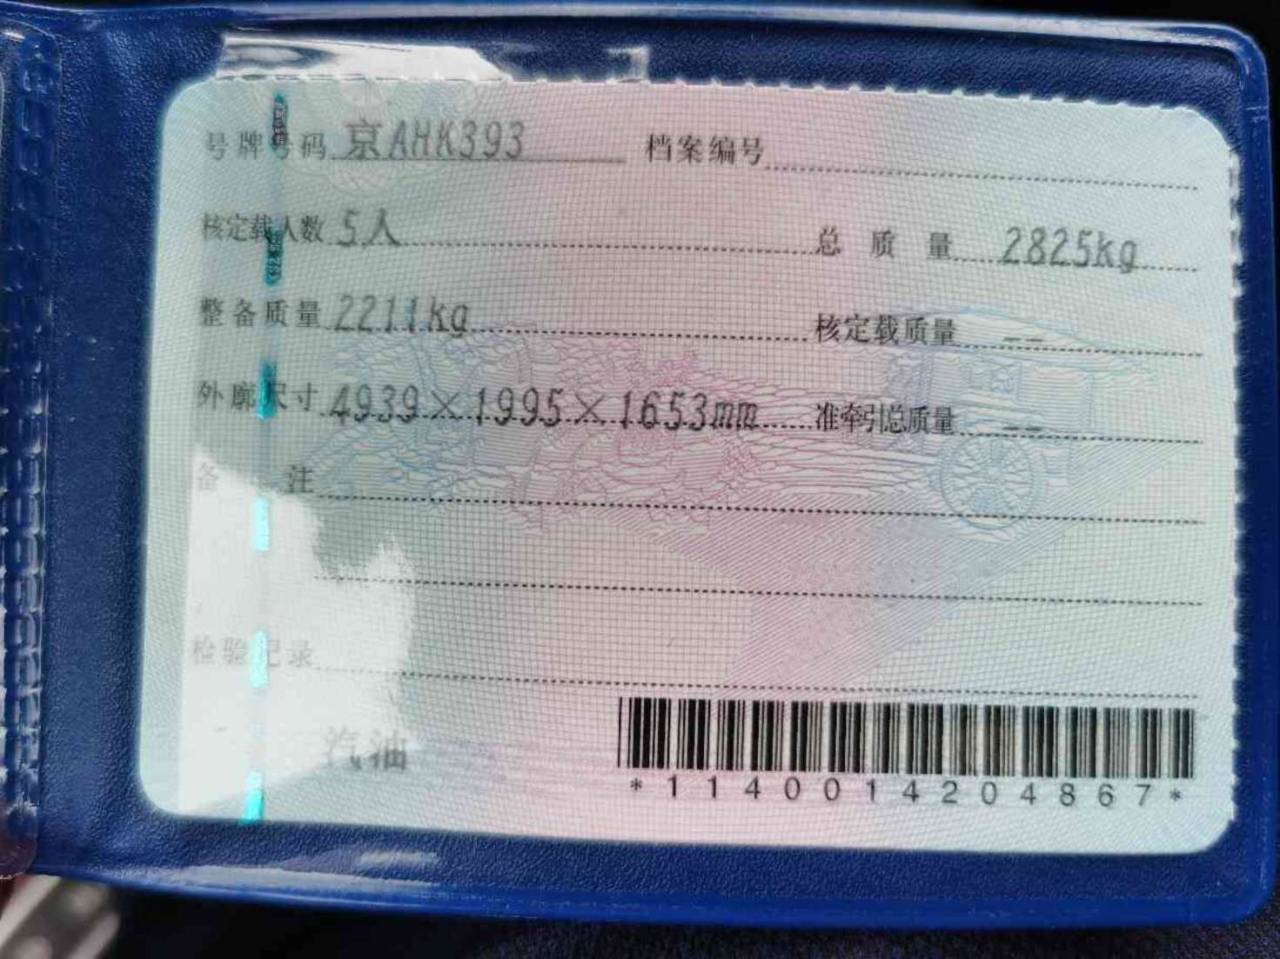 号牌号码 京AHK393 档案编号
核定载人数 5人 总质量 2825kg
整备质量 2211kg 核定载质量 --
外廓尺寸 4939×1995×1653mm 准牵引总质量 --
备注
检验记录
汽油
*1140014204867*